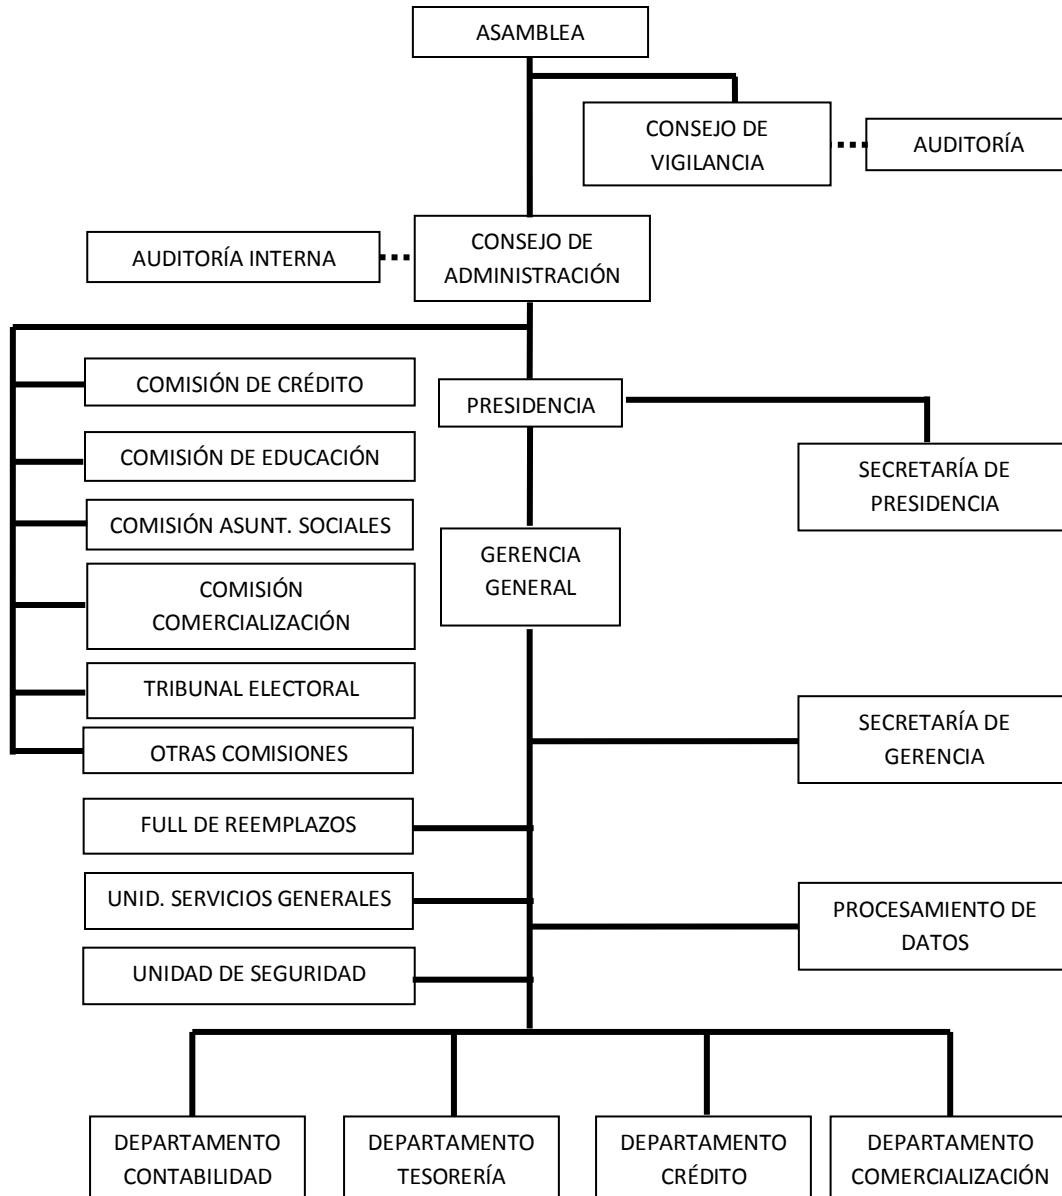 ASAMBLEA
CONSEJO DE
VIGILANCIA
AUDITORÍA
AUDITORÍA INTERNA
CONSEJO DE
ADMINISTRACIÓN
COMISIÓN DE CRÉDITO
PRESIDENCIA
COMISIÓN DE EDUCACIÓN
SECRETARÍA DE
PRESIDENCIA
COMISIÓN ASUNT. SOCIALES
GERENCIA
GENERAL
COMISIÓN
COMERCIALIZACIÓN
TRIBUNAL ELECTORAL
SECRETARÍA DE
GERENCIA
OTRAS COMISIONES
FULL DE REEMPLAZOS
UNID. SERVICIOS GENERALES
PROCESAMIENTO DE
DATOS
UNIDAD DE SEGURIDAD
DEPARTAMENTO
CONTABILIDAD
DEPARTAMENTO
TESORERÍA
DEPARTAMENTO
CRÉDITO
DEPARTAMENTO
COMERCIALIZACIÓN